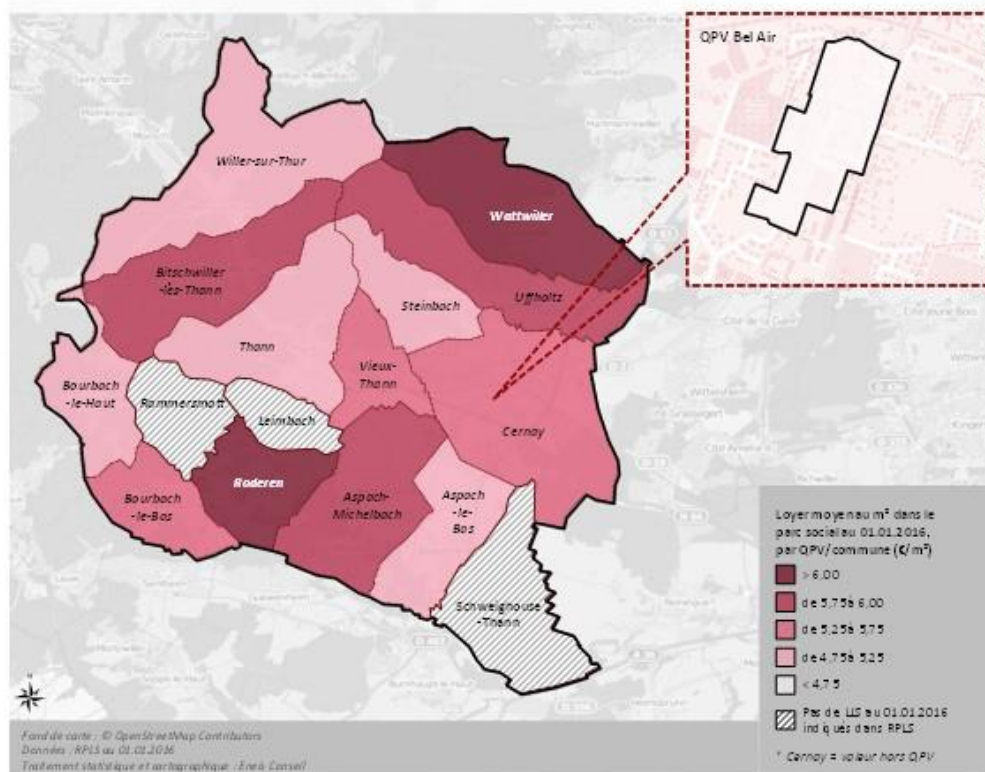 QPV Bel Air
Willer-sur-Thur
Wattwiller
Bitschwiller
-lès-Thann
Uffholtz
Steinbach
Thann
Vieux-
Thann
Bourbach
-le-Haut
Rammersmatt
Leimbach
Cernay
Roderen
Bourbach
-le-Bas
Aspach-
Michelbach
Aspach
-le-
Bas
Schweighouse
-Thann
Loyer moyen au m² dans le
parc social au 01.01.2016,
par QPV/commune (€/m²)
> 6,00
de 5,75 à 6,00
de 5,25 à 5,75
de 4,75 à 5,25
< 4,75
Pas de LLS au 01.01.2016
indiqués dans RPLS
* Cernay = valeur hors QPV
Fond de carte : © OpenStreetMap Contributors
Données : RPLS au 01.01.2016
Traitement statistique et cartographique : Eneis Conseil